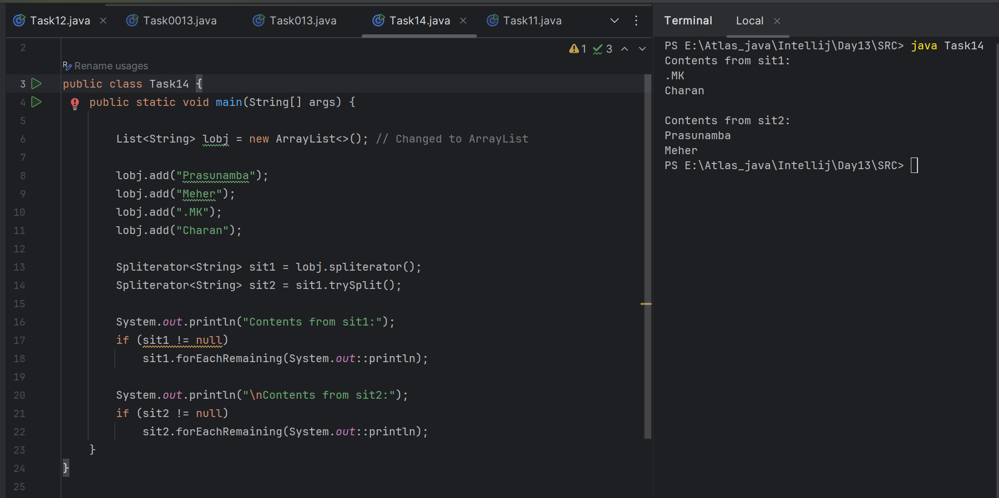 Task12.java Task0013.java Task013.java Task14.java Task11.java
1 3
2
Rename usages
3 public class Task14 {
4     public static void main(String[] args) {
5
6         List<String> lobj = new ArrayList<>(); // Changed to ArrayList
7
8         lobj.add("Prasunamba");
9         lobj.add("Meher");
10         lobj.add(".MK");
11         lobj.add("Charan");
12
13         Spliterator<String> sit1 = lobj.spliterator();
14         Spliterator<String> sit2 = sit1.trySplit();
15
16         System.out.println("Contents from sit1:");
17         if (sit1 != null)
18             sit1.forEachRemaining(System.out::println);
19
20         System.out.println("\nContents from sit2:");
21         if (sit2 != null)
22             sit2.forEachRemaining(System.out::println);
23     }
24 }
25
Terminal Local
PS E:\Atlas_java\Intellij\Day13\SRC> java Task14
Contents from sit1:
.MK
Charan

Contents from sit2:
Prasunamba
Meher
PS E:\Atlas_java\Intellij\Day13\SRC>